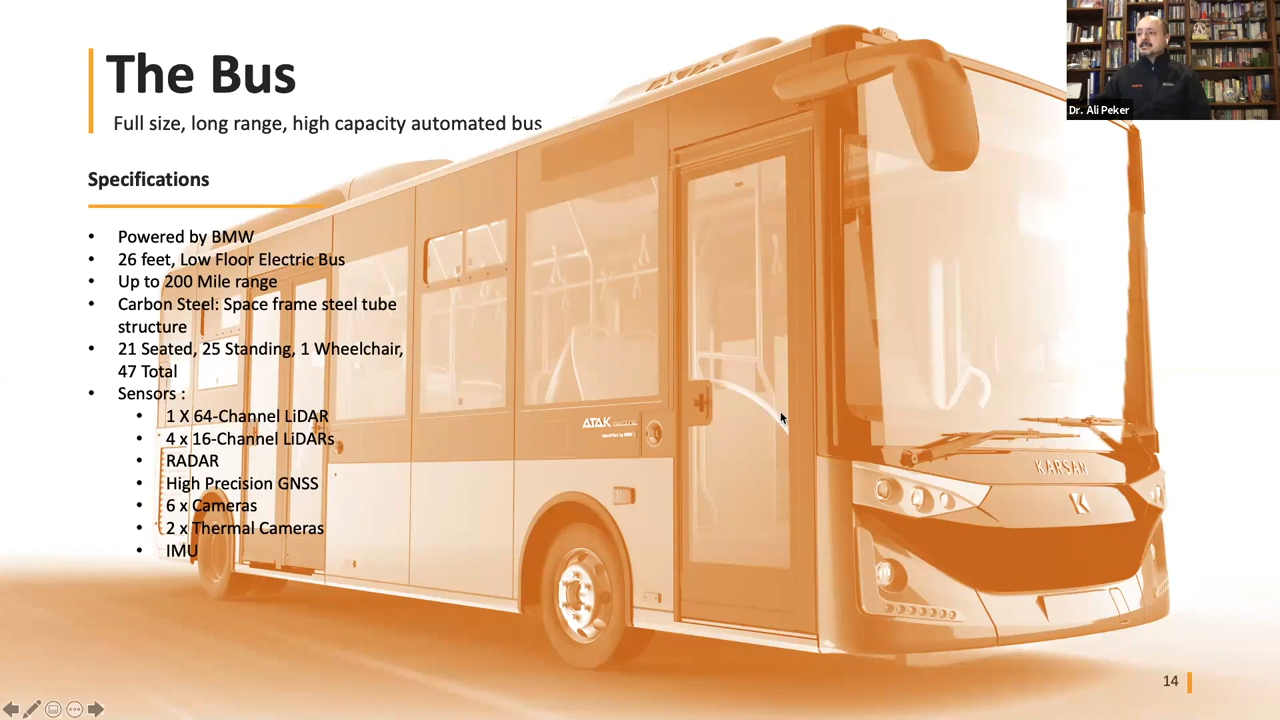 The Bus
Full size, long range, high capacity automated bus
Specifications
• Powered by BMW
• 26 feet, Low Floor Electric Bus
• Up to 200 Mile range
• Carbon Steel: Space frame steel tube
structure
• 21 Seated, 25 Standing, 1 Wheelchair,
47 Total
• Sensors :
• 1 X 64-Channel LiDAR
• 4 x 16-Channel LiDARs
• RADAR
• High Precision GNSS
• 6 x Cameras
• 2 x Thermal Cameras
• IMU
Dr. Ali Peker
ATAK
KARSAN
14